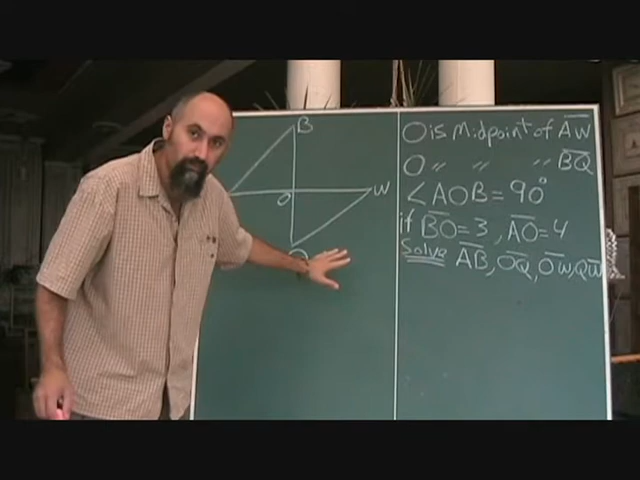 B
O
W
O is Midpoint of AW
O " " " BQ
∠AOB = 90°
if BO = 3, AO = 4
Solve AB, OQ, OW, QW